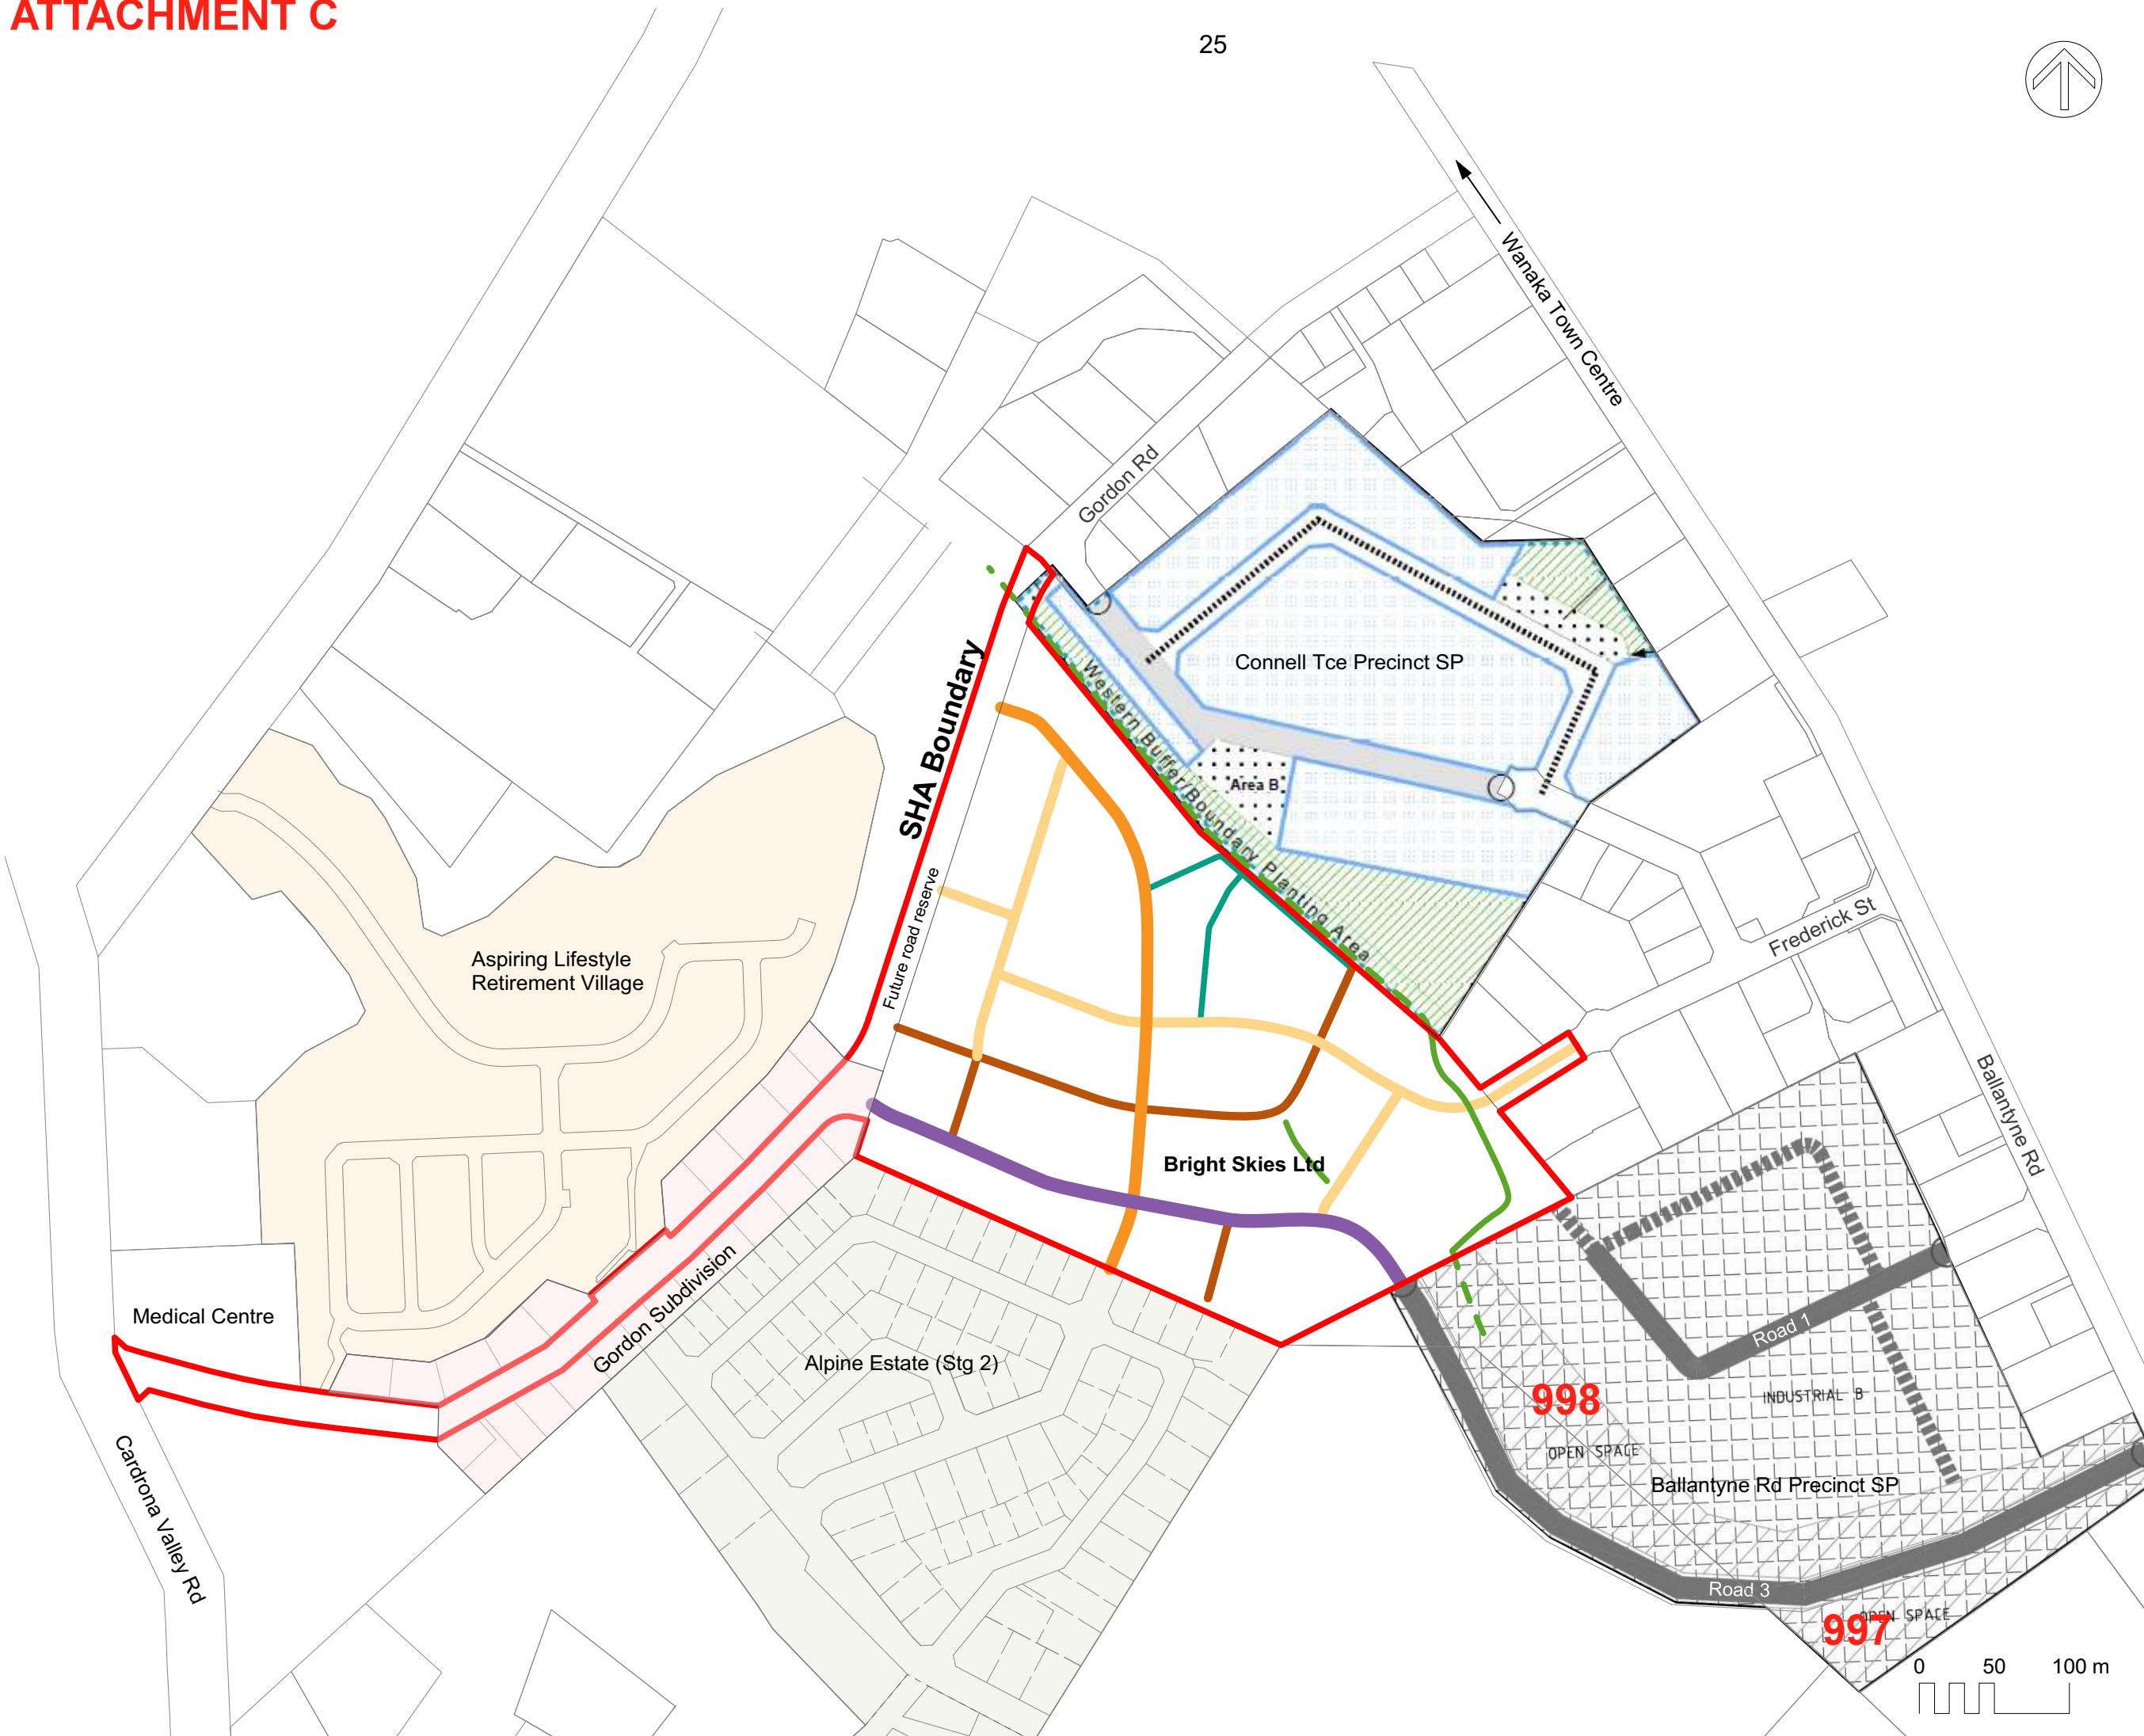 ATTACHMENT C
25
Wanaka Town Centre
Gordon Rd
Connell Tce Precinct SP
SHA Boundary
Western Buffer/Boundary Planting Area
Area B
Future road reserve
Frederick St
Aspiring Lifestyle
Retirement Village
Ballantyne Rd
Bright Skies Ltd
Gordon Subdivision
Medical Centre
Road 1
Alpine Estate (Stg 2)
998
INDUSTRIAL B
OPEN SPACE
Ballantyne Rd Precinct SP
Cardrona Valley Rd
Road 3
OPEN SPACE
997
0 50 100 m